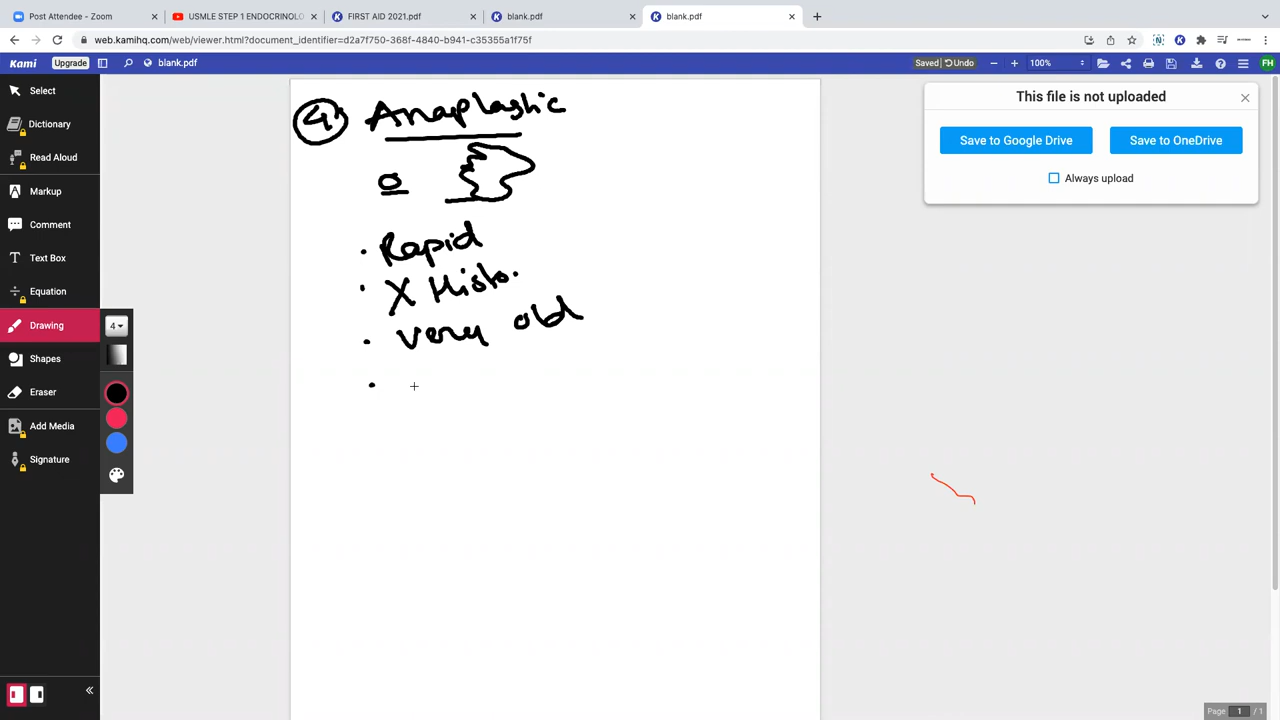 Post Attendee - Zoom
USMLE STEP 1 ENDOCRINOLO
FIRST AID 2021.pdf
blank.pdf
blank.pdf
web.kamihq.com/web/viewer.html?document_identifier=d2a7f750-368f-4840-b941-c35355a1f75f
Kami
Upgrade
blank.pdf
Saved
Undo
100%
FH
Select
Dictionary
Read Aloud
Markup
Comment
Text Box
Equation
Drawing
Shapes
Eraser
Add Media
Signature
4
This file is not uploaded
Save to Google Drive
Save to OneDrive
Always upload
4 Anaplastic
• Rapid
• X Histo.
• very old
•
Page 1 / 1